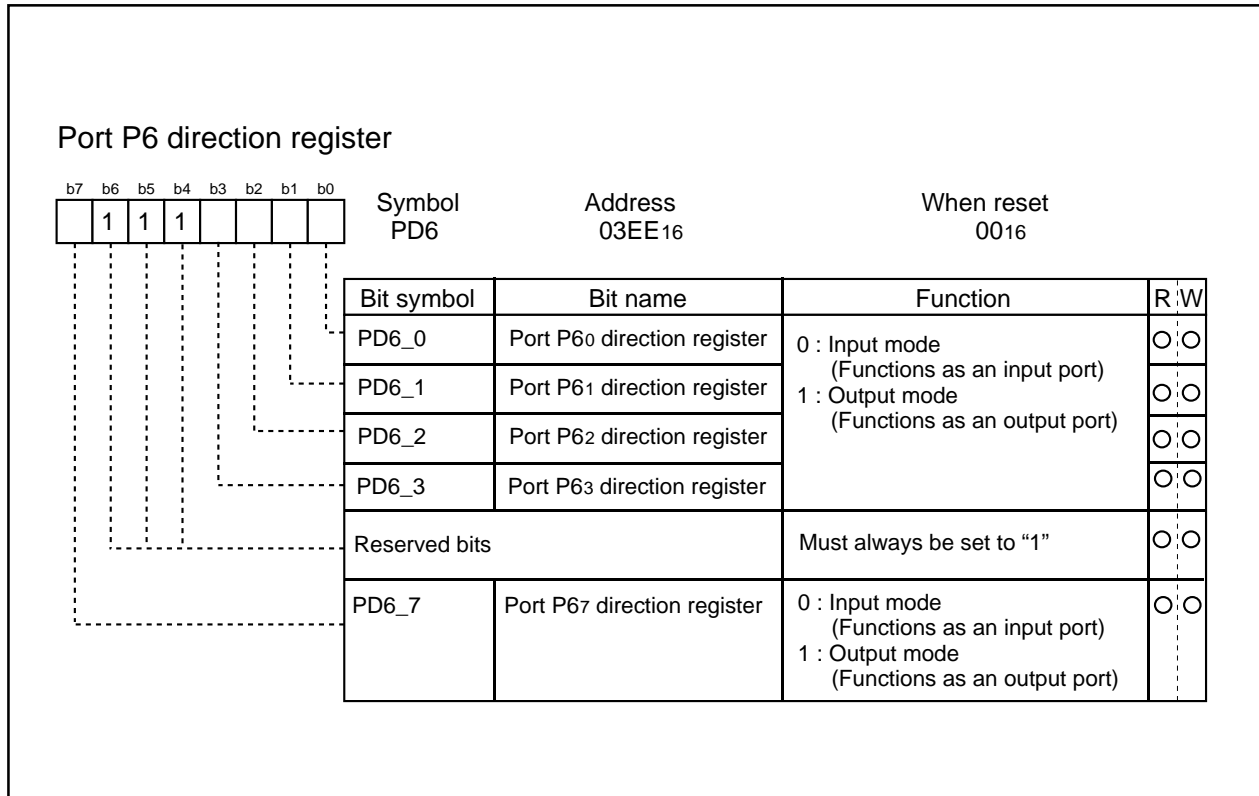 Port P6 direction register
b7 b6 b5 b4 b3 b2 b1 b0
1 1 1
Symbol Address When reset
PD6 03EE16 0016
Bit symbol Bit name Function R W
PD6_0 Port P60 direction register
0 : Input mode
(Functions as an input port)
1 : Output mode
(Functions as an output port)
PD6_1 Port P61 direction register
PD6_2 Port P62 direction register
PD6_3 Port P63 direction register
Reserved bits Must always be set to “1”
PD6_7 Port P67 direction register
0 : Input mode
(Functions as an input port)
1 : Output mode
(Functions as an output port)